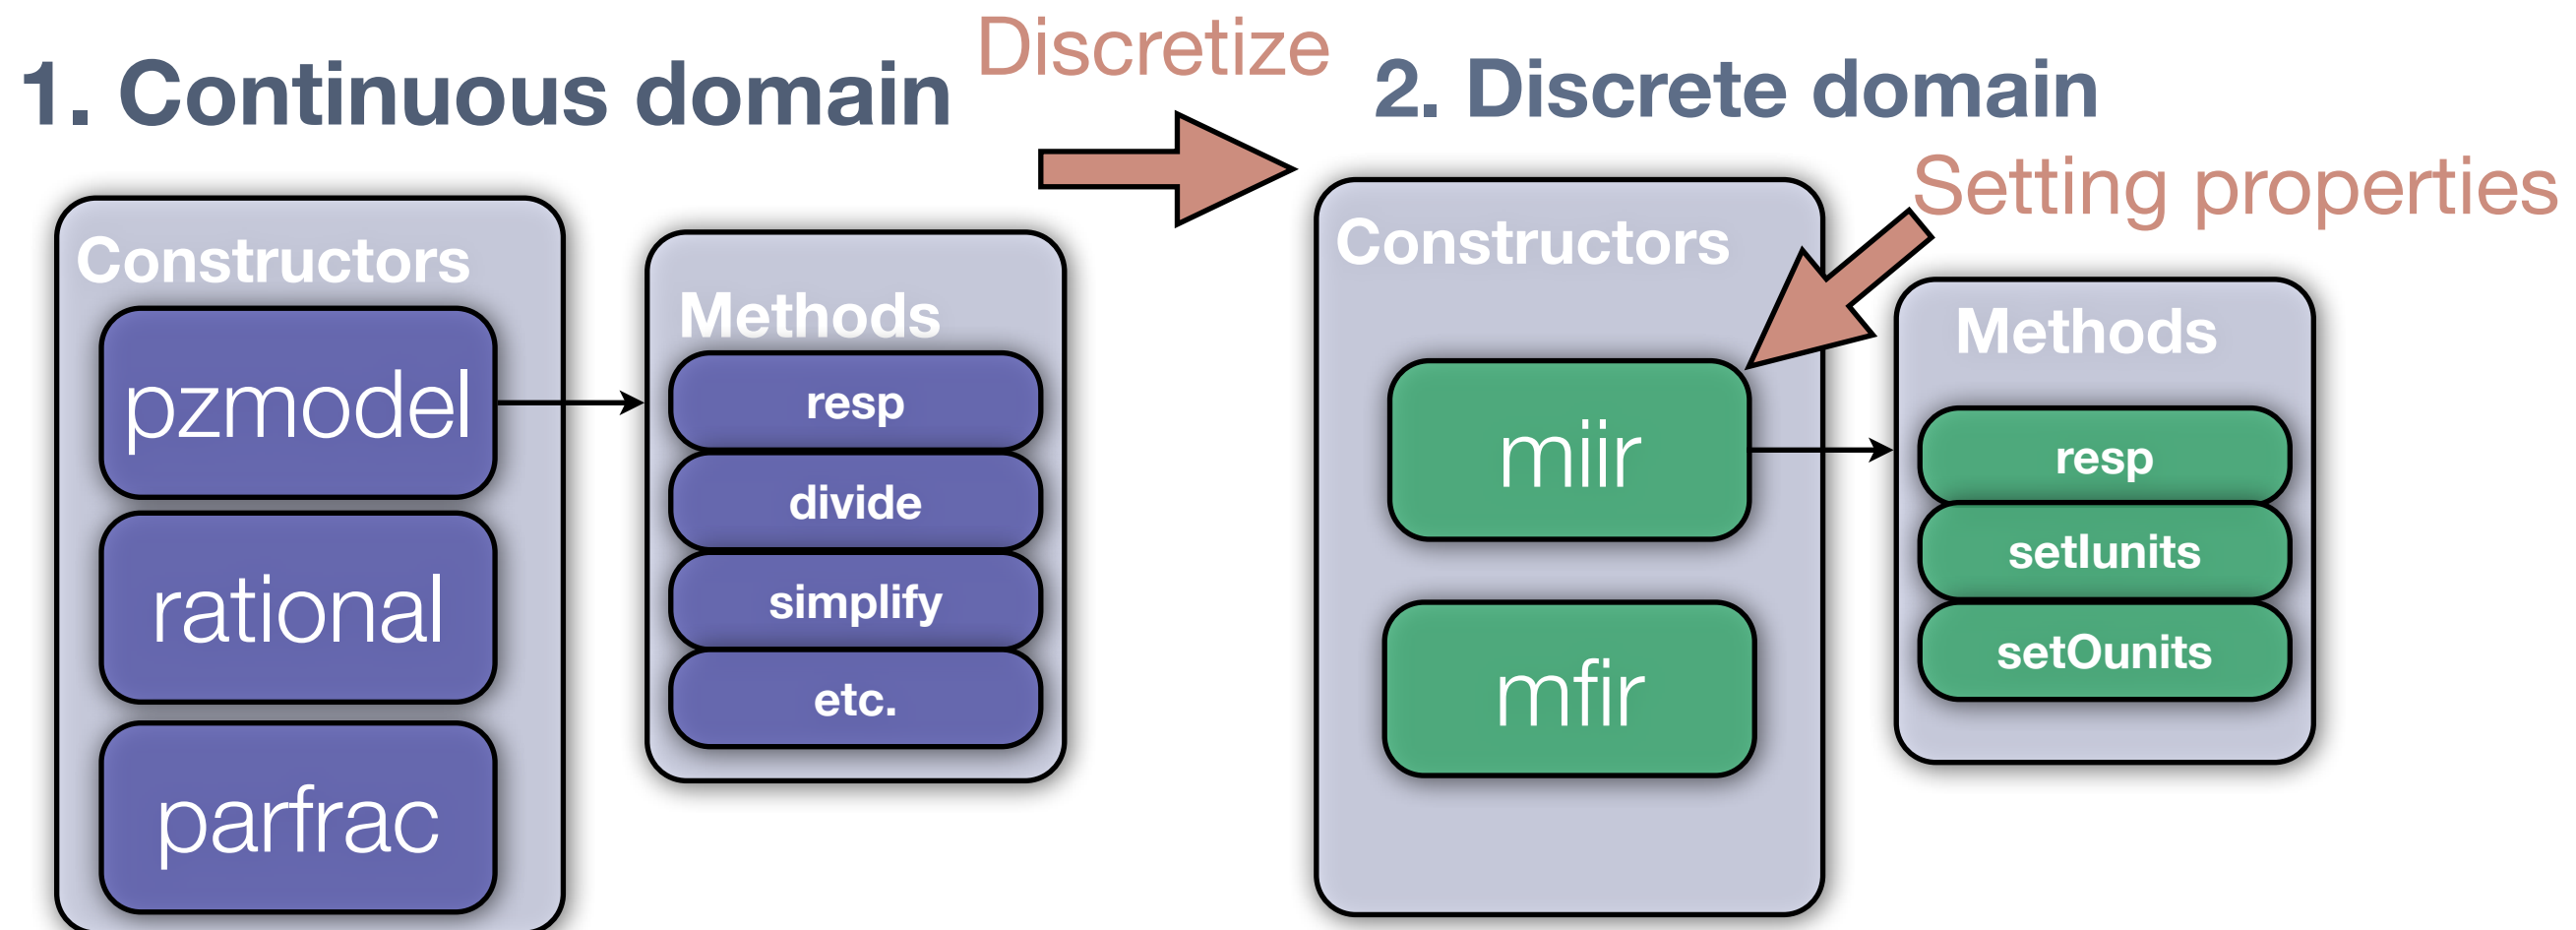 Discretize
1. Continuous domain
2. Discrete domain
Setting properties
Constructors
pzmodel
rational
parfrac
Methods
resp
divide
simplify
etc.
Constructors
miir
mfir
Methods
resp
setIunits
setOunits